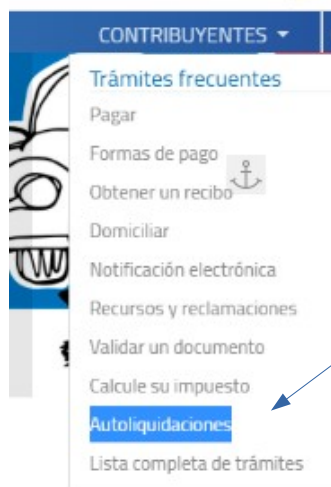 CONTRIBUYENTES
Trámites frecuentes
Pagar
Formas de pago
Obtener un recibo
Domiciliar
Notificación electrónica
Recursos y reclamaciones
Validar un documento
Calcule su impuesto
Autoliquidaciones
Lista completa de trámites